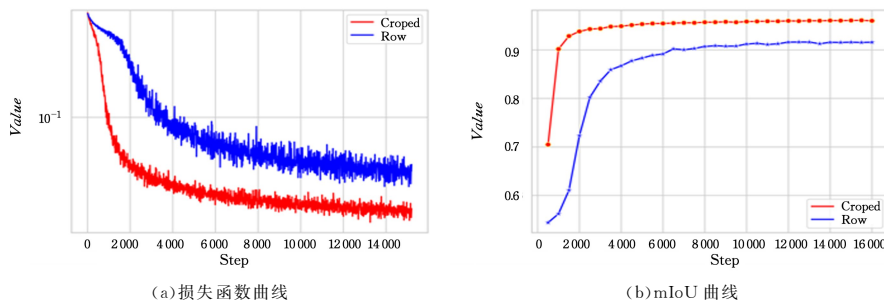 Croped
Row
Value
10⁻¹
0
2 000
4 000
6 000
8 000
10 000
12 000
14 000
Step
(a)损失函数曲线
0.9
0.8
0.7
0.6
Value
Croped
Row
0
2 000
4 000
6 000
8 000
10 000
12 000
14 000
16 000
Step
(b)mIoU 曲线